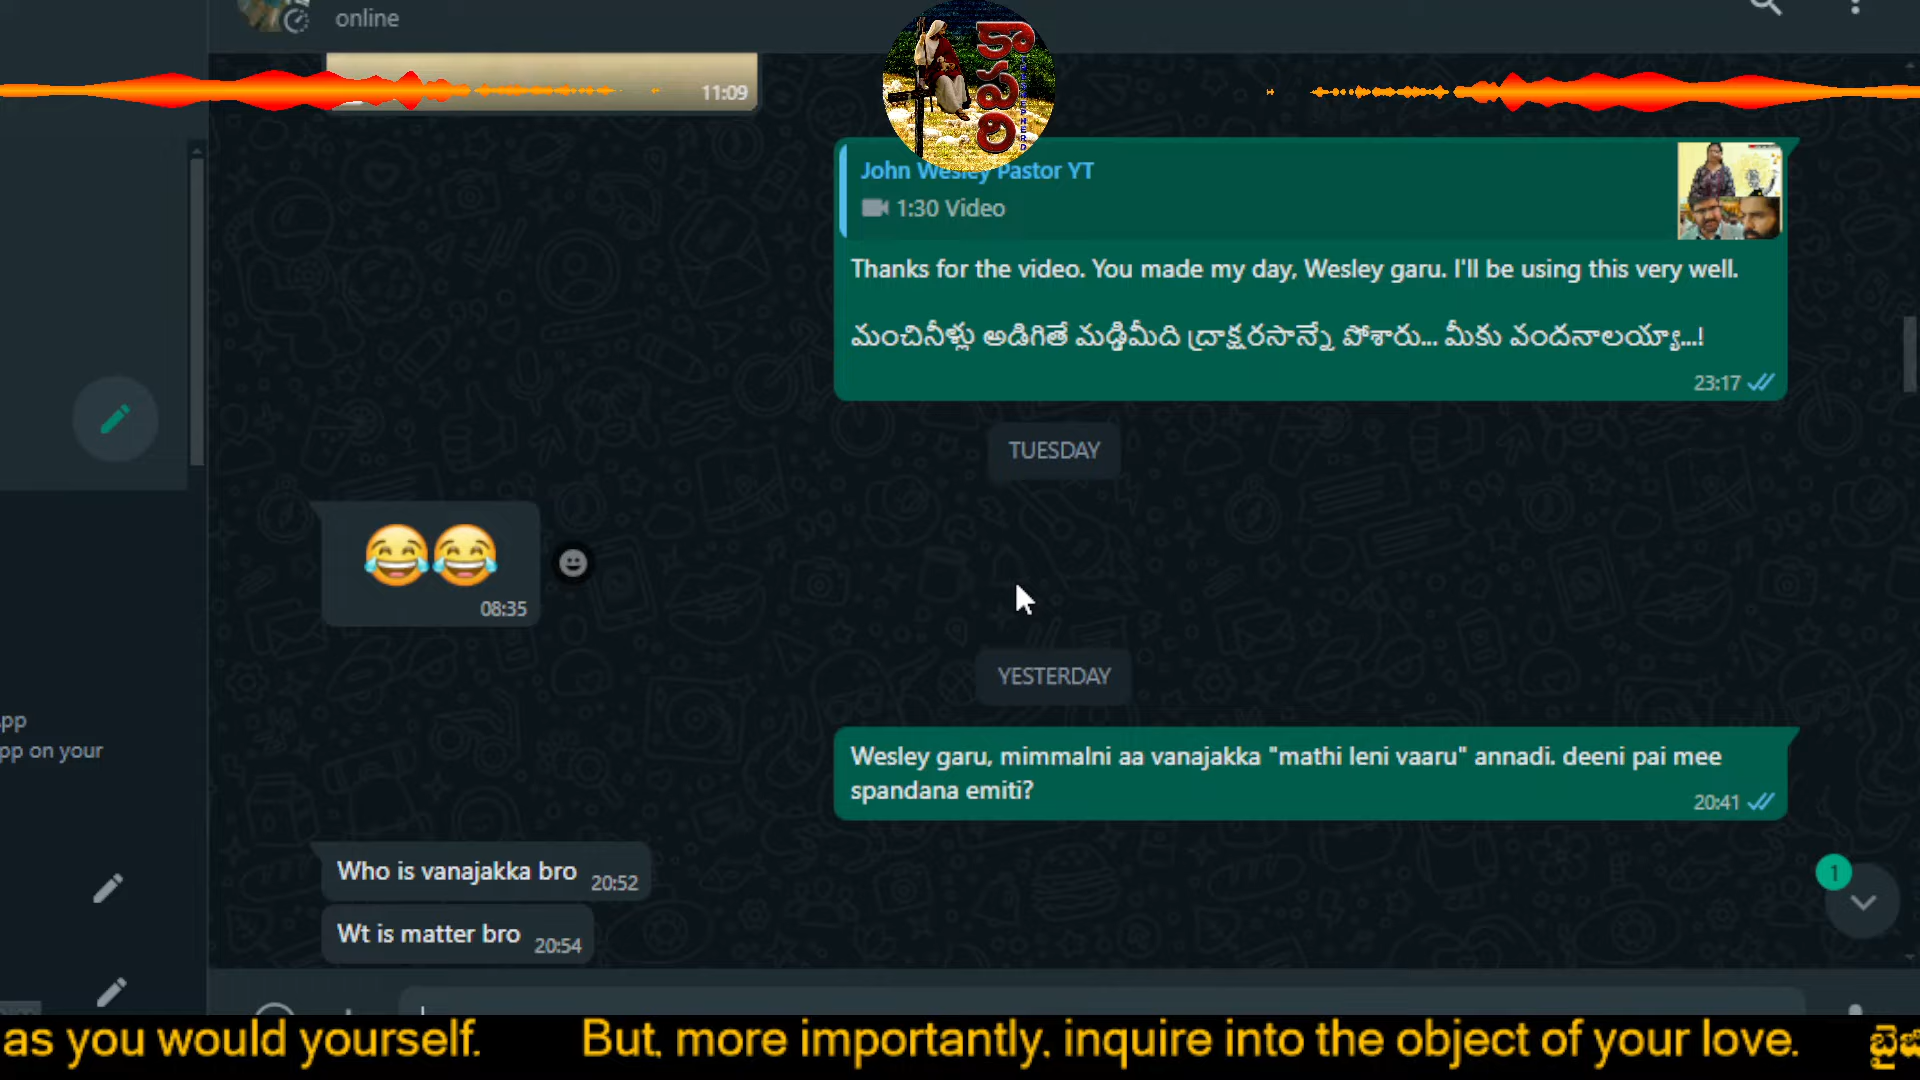 online
11:09
కాపరి
John Wesley Pastor YT
1:30 Video
Thanks for the video. You made my day, Wesley garu. I'll be using this very well.
మంచినీళ్లు అడిగితే మడ్డిమీది ద్రాక్షరసాన్నే పోశారు... మీకు వందనాలయ్యా...!
23:17
TUESDAY
08:35
YESTERDAY
Wesley garu, mimmalni aa vanajakka "mathi leni vaaru" annadi. deeni pai mee
spandana emiti?
20:41
pp
pp on your
Who is vanajakka bro 20:52
1
Wt is matter bro 20:54
as you would yourself. But, more importantly, inquire into the object of your love.